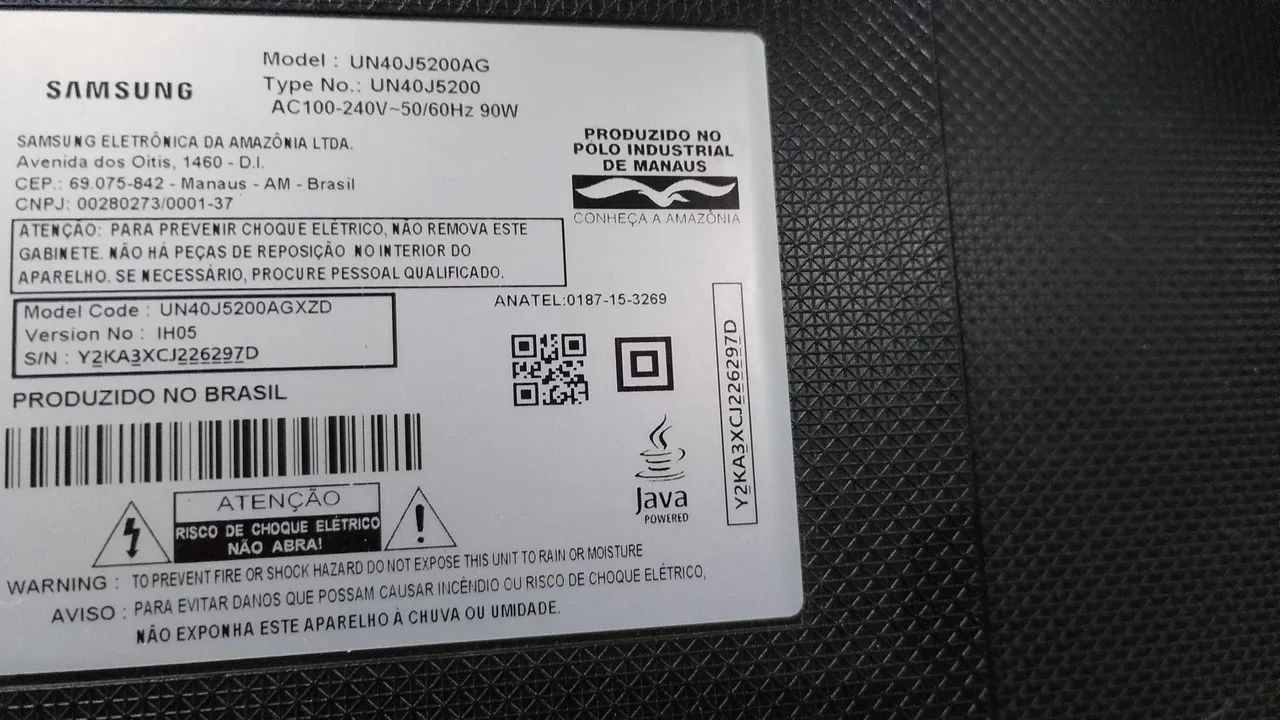 SAMSUNG
Model : UN40J5200AG
Type No.: UN40J5200
AC100-240V~50/60Hz 90W
SAMSUNG ELETRÔNICA DA AMAZÔNIA LTDA.
Avenida dos Oitis, 1460 - D.I.
CEP.: 69.075-842 - Manaus - AM - Brasil
CNPJ: 00280273/0001-37
PRODUZIDO NO
PÓLO INDUSTRIAL
DE MANAUS
CONHEÇA A AMAZÔNIA
ATENÇÃO: PARA PREVENIR CHOQUE ELÉTRICO, NÃO REMOVA ESTE
GABINETE. NÃO HÁ PEÇAS DE REPOSIÇÃO NO INTERIOR DO
APARELHO. SE NECESSÁRIO, PROCURE PESSOAL QUALIFICADO.
Model Code : UN40J5200AGXZD
Version No : IH05
S/N : Y2KA3XCJ226297D
ANATEL:0187-15-3269
Y2KA3XCJ226297D
PRODUZIDO NO BRASIL
Java
POWERED
ATENÇÃO
RISCO DE CHOQUE ELÉTRICO
NÃO ABRA!
WARNING : TO PREVENT FIRE OR SHOCK HAZARD DO NOT EXPOSE THIS UNIT TO RAIN OR MOISTURE
AVISO : PARA EVITAR DANOS QUE POSSAM CAUSAR INCÊNDIO OU RISCO DE CHOQUE ELÉTRICO,
NÃO EXPONHA ESTE APARELHO À CHUVA OU UMIDADE.